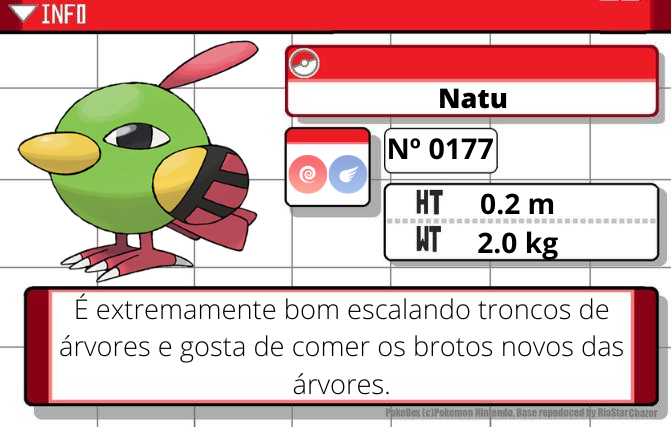 INFO
Natu
Nº 0177
HT 0.2 m
WT 2.0 kg
É extremamente bom escalando troncos de
árvores e gosta de comer os brotos novos das
árvores.
PokeDex (c)Pokemon Nintendo. Base reproduced by RiaStarChazer